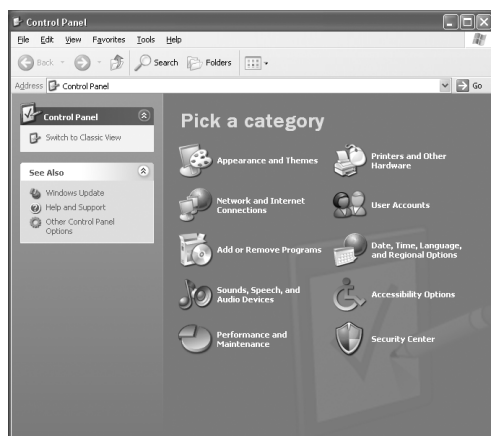 Control Panel
File Edit View Favorites Tools Help
Back Search Folders
Address Control Panel Go
Control Panel
Switch to Classic View
See Also
Windows Update
Help and Support
Other Control Panel
Options
Pick a category
Appearance and Themes
Printers and Other
Hardware
Network and Internet
Connections
User Accounts
Add or Remove Programs
Date, Time, Language,
and Regional Options
Sounds, Speech, and
Audio Devices
Accessibility Options
Performance and
Maintenance
Security Center